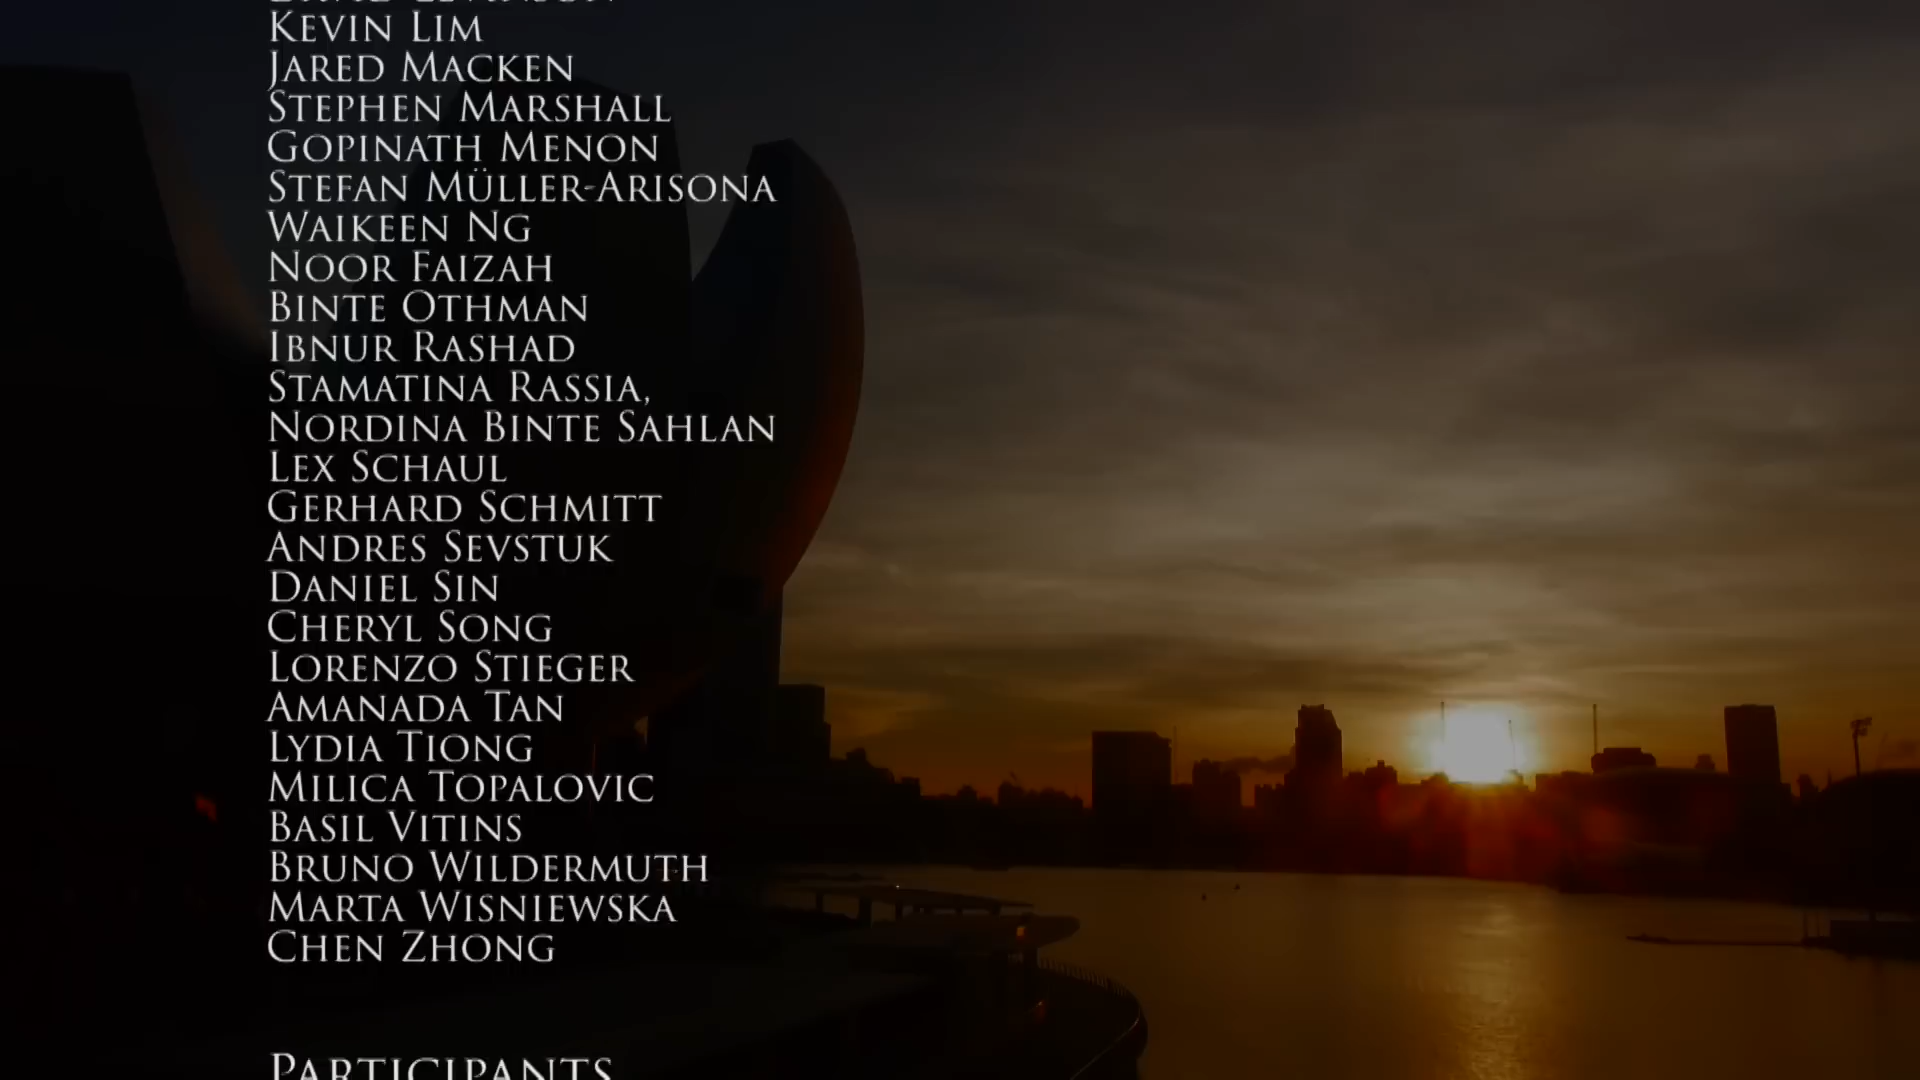 KEVIN LIM
JARED MACKEN
STEPHEN MARSHALL
GOPINATH MENON
STEFAN MÜLLER-ARISONA
WAIKEEN NG
NOOR FAIZAH
BINTE OTHMAN
IBNUR RASHAD
STAMATINA RASSIA,
NORDINA BINTE SAHLAN
LEX SCHAUL
GERHARD SCHMITT
ANDRES SEVSTUK
DANIEL SIN
CHERYL SONG
LORENZO STIEGER
AMANADA TAN
LYDIA TIONG
MILICA TOPALOVIC
BASIL VITINS
BRUNO WILDERMUTH
MARTA WISNIEWSKA
CHEN ZHONG
PARTICIPANTS